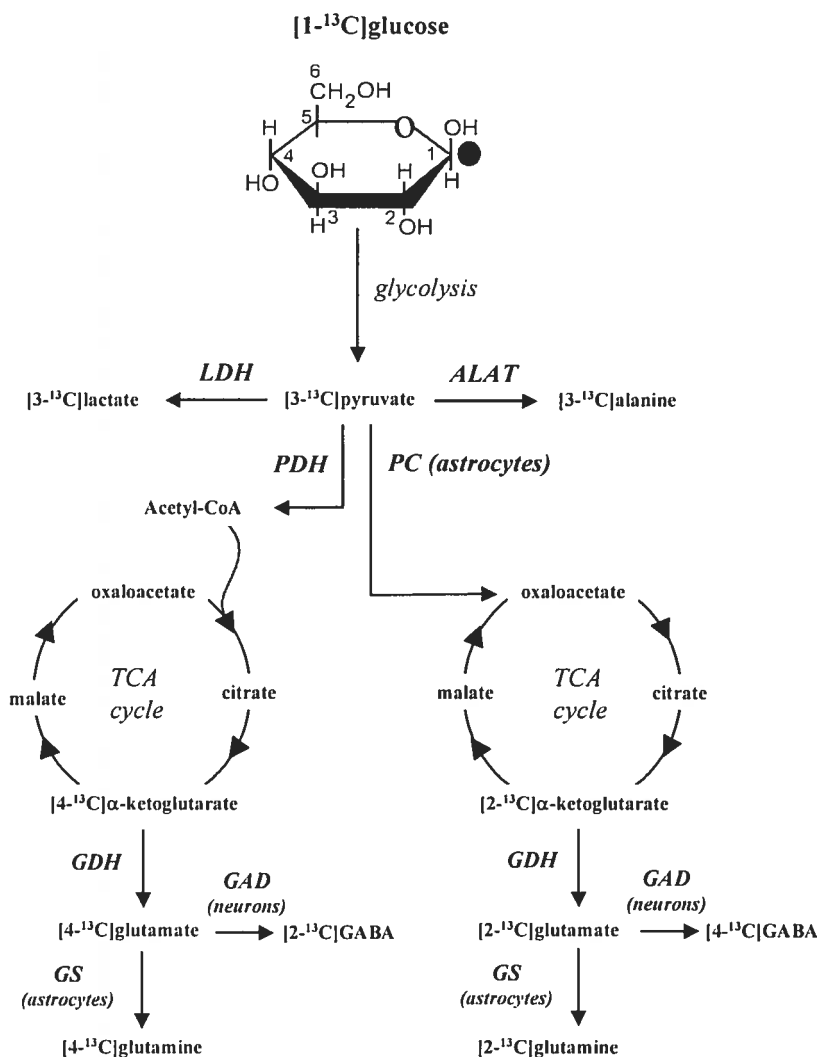 [1-¹³C]glucose
6
CH₂OH
5
H
O
OH
4
OH
H
1
HO
H
H
3
2
OH
glycolysis
LDH
ALAT
[3-¹³C]lactate
[3-¹³C]pyruvate
[3-¹³C]alanine
PDH
PC (astrocytes)
Acetyl-CoA
oxaloacetate
oxaloacetate
TCA
cycle
malate
citrate
TCA
cycle
malate
citrate
[4-¹³C]α-ketoglutarate
[2-¹³C]α-ketoglutarate
GDH
GAD
(neurons)
GDH
GAD
(neurons)
[4-¹³C]glutamate
[2-¹³C]GABA
[2-¹³C]glutamate
[4-¹³C]GABA
GS
(astrocytes)
GS
(astrocytes)
[4-¹³C]glutamine
[2-¹³C]glutamine